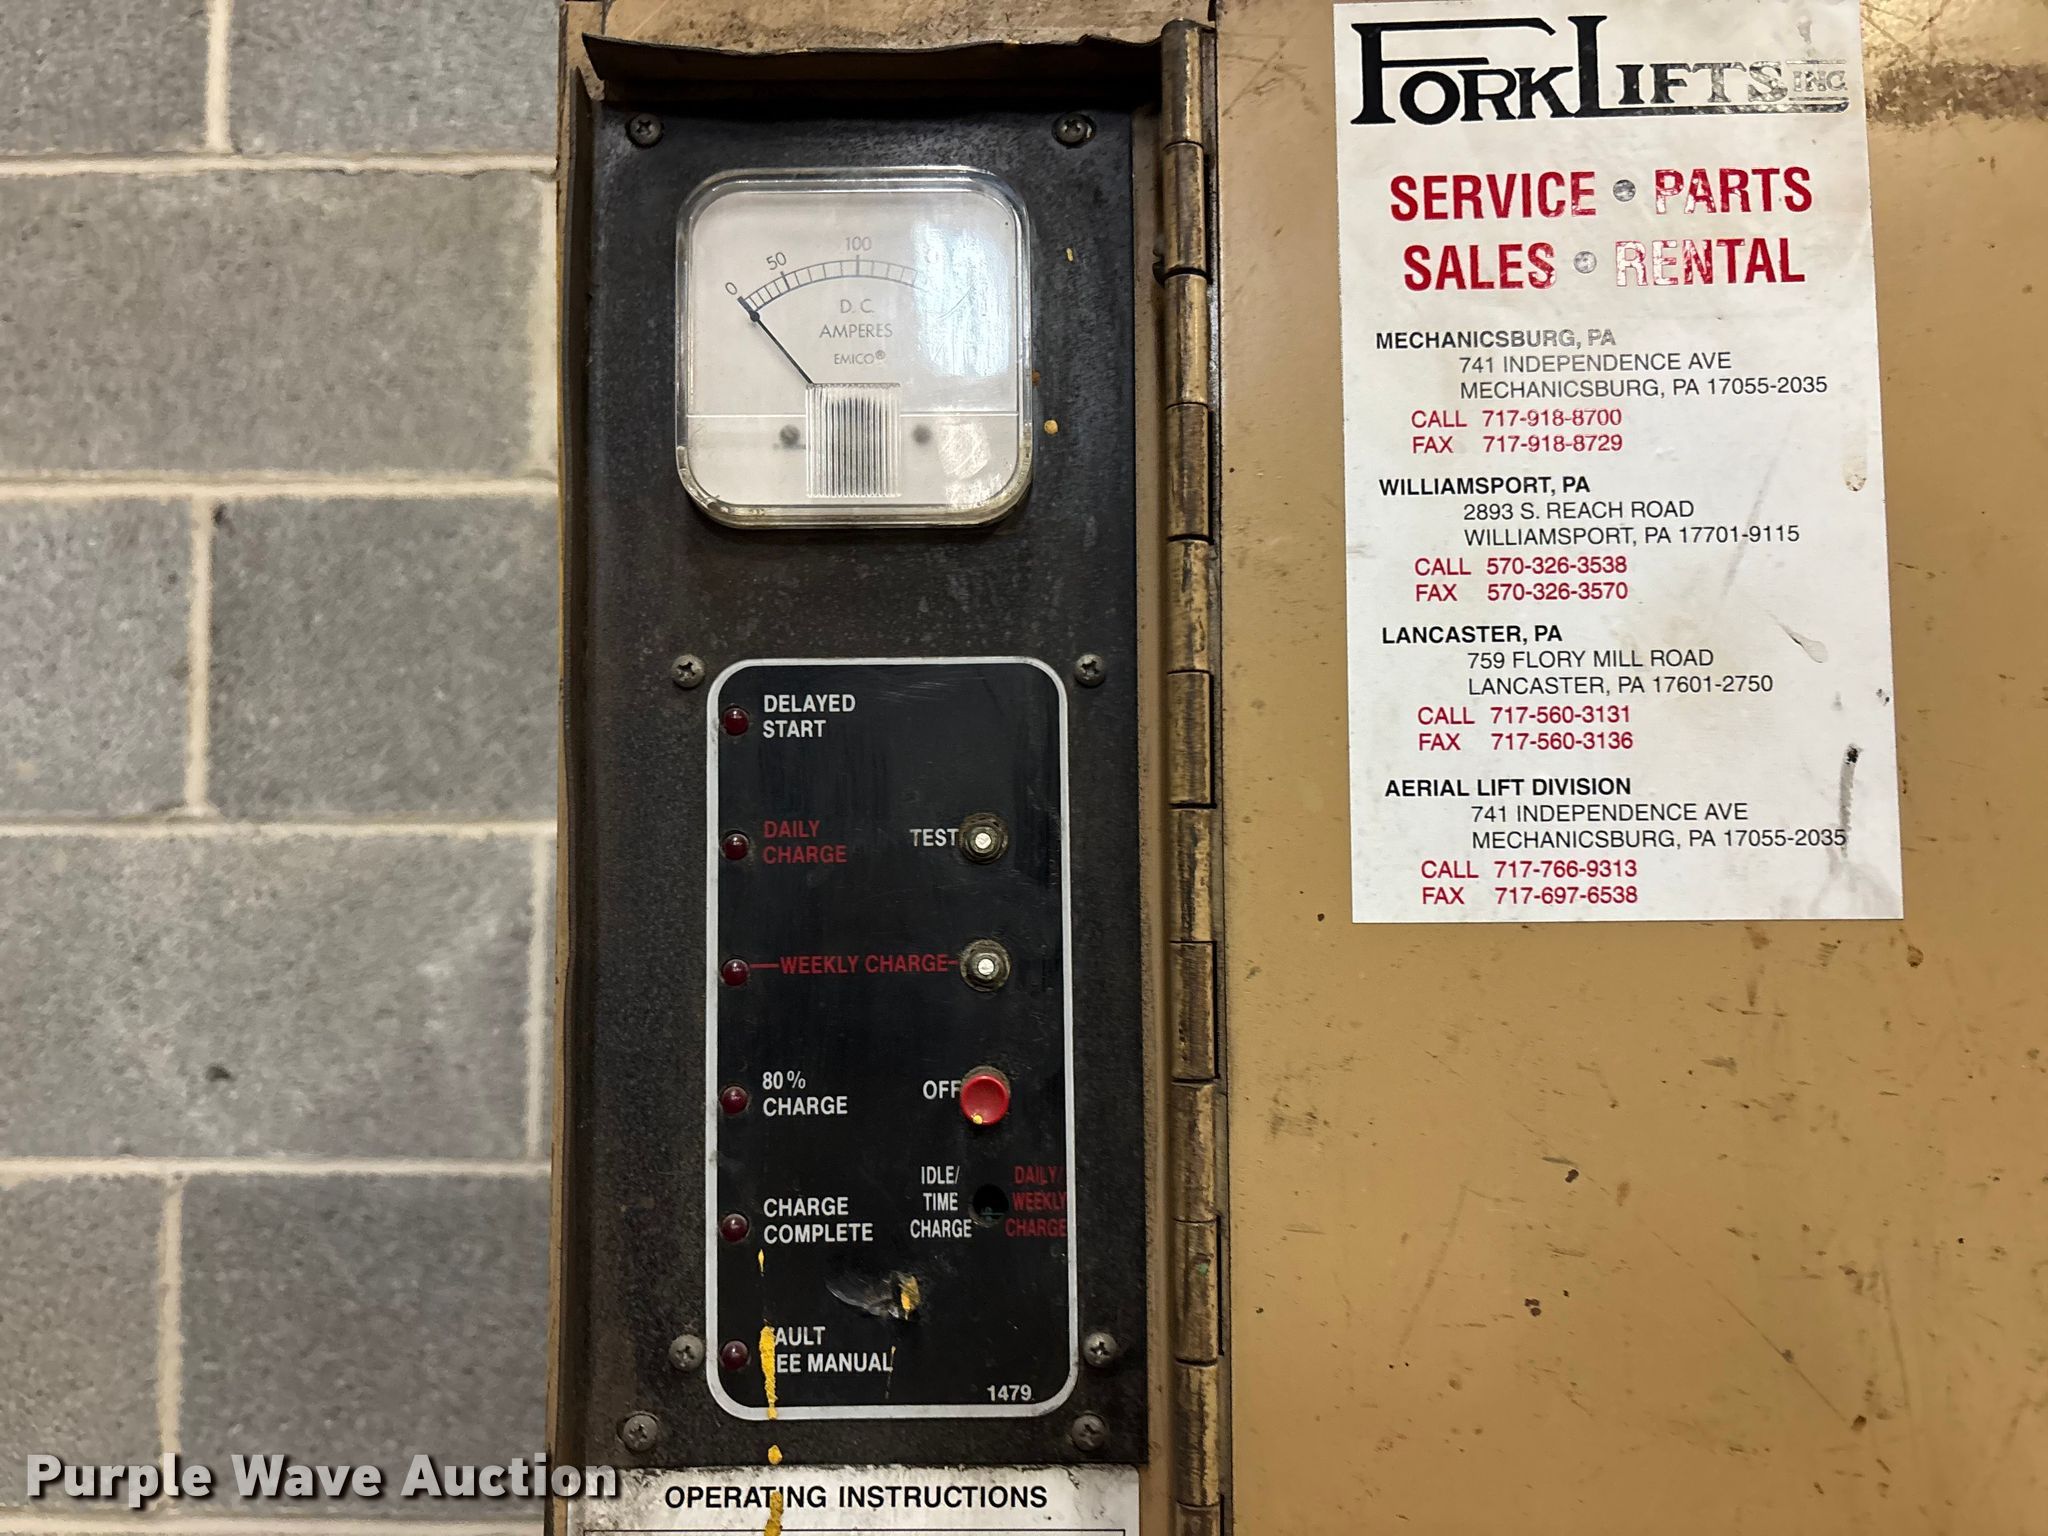 0
50
100
D. C.
AMPERES
EMICO®
DELAYED
START
DAILY
CHARGE
TEST
WEEKLY CHARGE
80%
CHARGE
OFF
IDLE/
TIME
CHARGE
DAILY/
WEEKLY
CHARGE
CHARGE
COMPLETE
AULT
EE MANUAL
1479
OPERATING INSTRUCTIONS
FORKLIFTS INC.
SERVICE • PARTS
SALES • RENTAL
MECHANICSBURG, PA
741 INDEPENDENCE AVE
MECHANICSBURG, PA 17055-2035
CALL 717-918-8700
FAX 717-918-8729
WILLIAMSPORT, PA
2893 S. REACH ROAD
WILLIAMSPORT, PA 17701-9115
CALL 570-326-3538
FAX 570-326-3570
LANCASTER, PA
759 FLORY MILL ROAD
LANCASTER, PA 17601-2750
CALL 717-560-3131
FAX 717-560-3136
AERIAL LIFT DIVISION
741 INDEPENDENCE AVE
MECHANICSBURG, PA 17055-2035
CALL 717-766-9313
FAX 717-697-6538
Purple Wave Auction